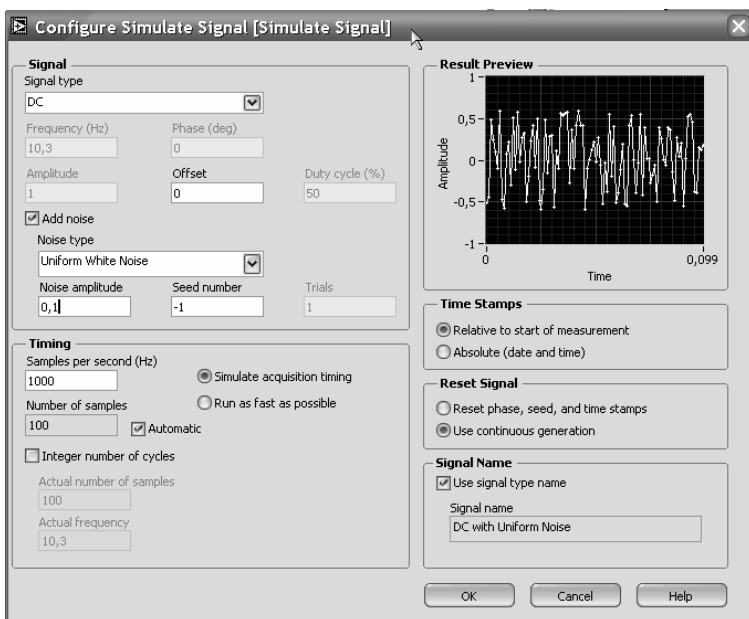 Configure Simulate Signal [Simulate Signal]
Signal
Signal type
DC
Frequency (Hz) Phase (deg)
10,3 0
Amplitude Offset Duty cycle (%)
1 0 50
Add noise
Noise type
Uniform White Noise
Noise amplitude Seed number Trials
0,1 -1 1
Timing
Samples per second (Hz)
1000
Simulate acquisition timing
Number of samples
Run as fast as possible
100
Automatic
Integer number of cycles
Actual number of samples
100
Actual frequency
10,3
Result Preview
1
0,5
0
-0,5
-1
Amplitude
0 0,099
Time
Time Stamps
Relative to start of measurement
Absolute (date and time)
Reset Signal
Reset phase, seed, and time stamps
Use continuous generation
Signal Name
Use signal type name
Signal name
DC with Uniform Noise
OK Cancel Help